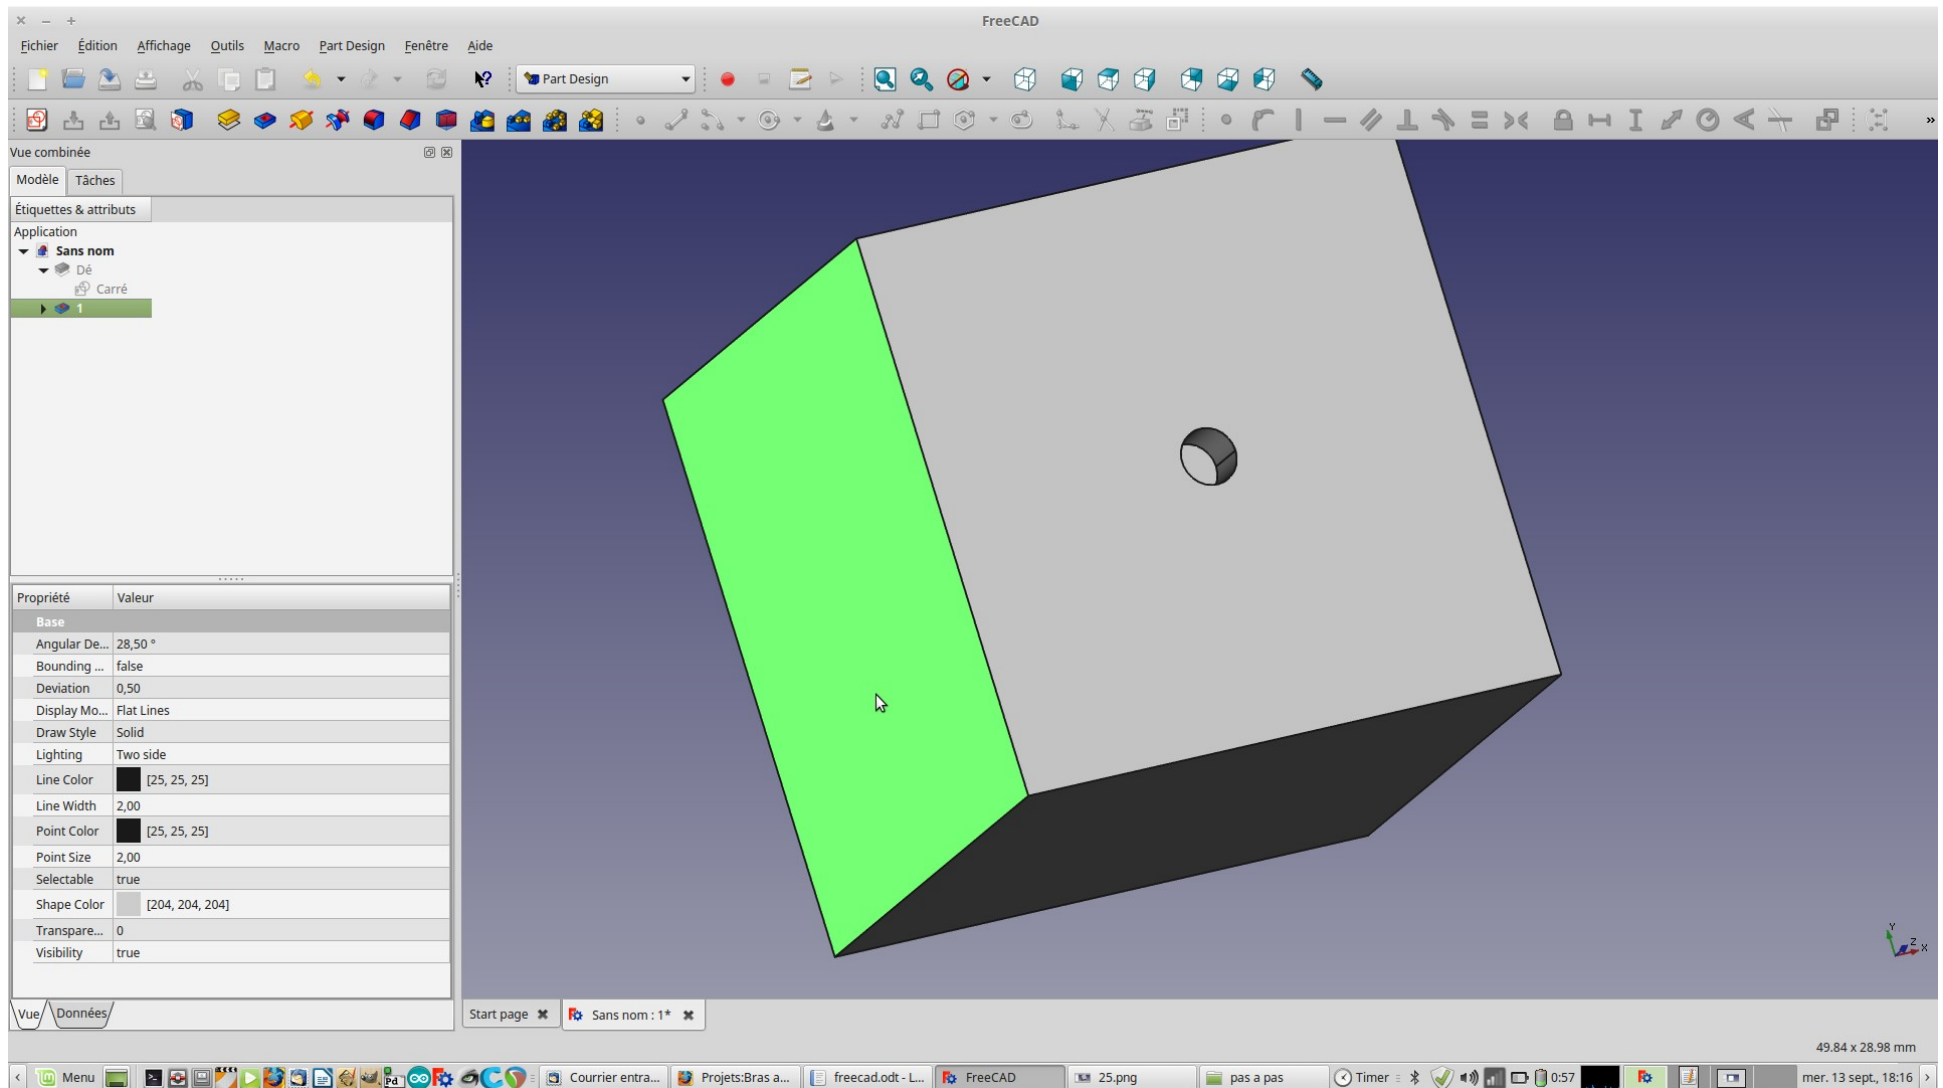 FreeCAD
Fichier Édition Affichage Outils Macro Part Design Fenêtre Aide
Part Design
Vue combinée
Modèle Tâches
Étiquettes & attributs
Application
Sans nom
Dé
Carré
1
Propriété Valeur
Base
Angular De... 28,50 °
Bounding ... false
Deviation 0,50
Display Mo... Flat Lines
Draw Style Solid
Lighting Two side
Line Color [25, 25, 25]
Line Width 2,00
Point Color [25, 25, 25]
Point Size 2,00
Selectable true
Shape Color [204, 204, 204]
Transpare... 0
Visibility true
Y
Z
X
Vue Données
Start page Sans nom : 1*
49.84 x 28.98 mm
Menu Pd Courrier entra... Projets:Bras a... freecad.odt - L... FreeCAD 25.png pas a pas Timer 0:57 mer. 13 sept., 18:16